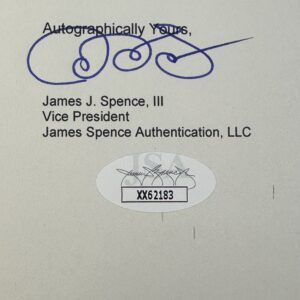 Autographically Yours,
James J. Spence, III
Vice President
James Spence Authentication, LLC
JSA
XX62183